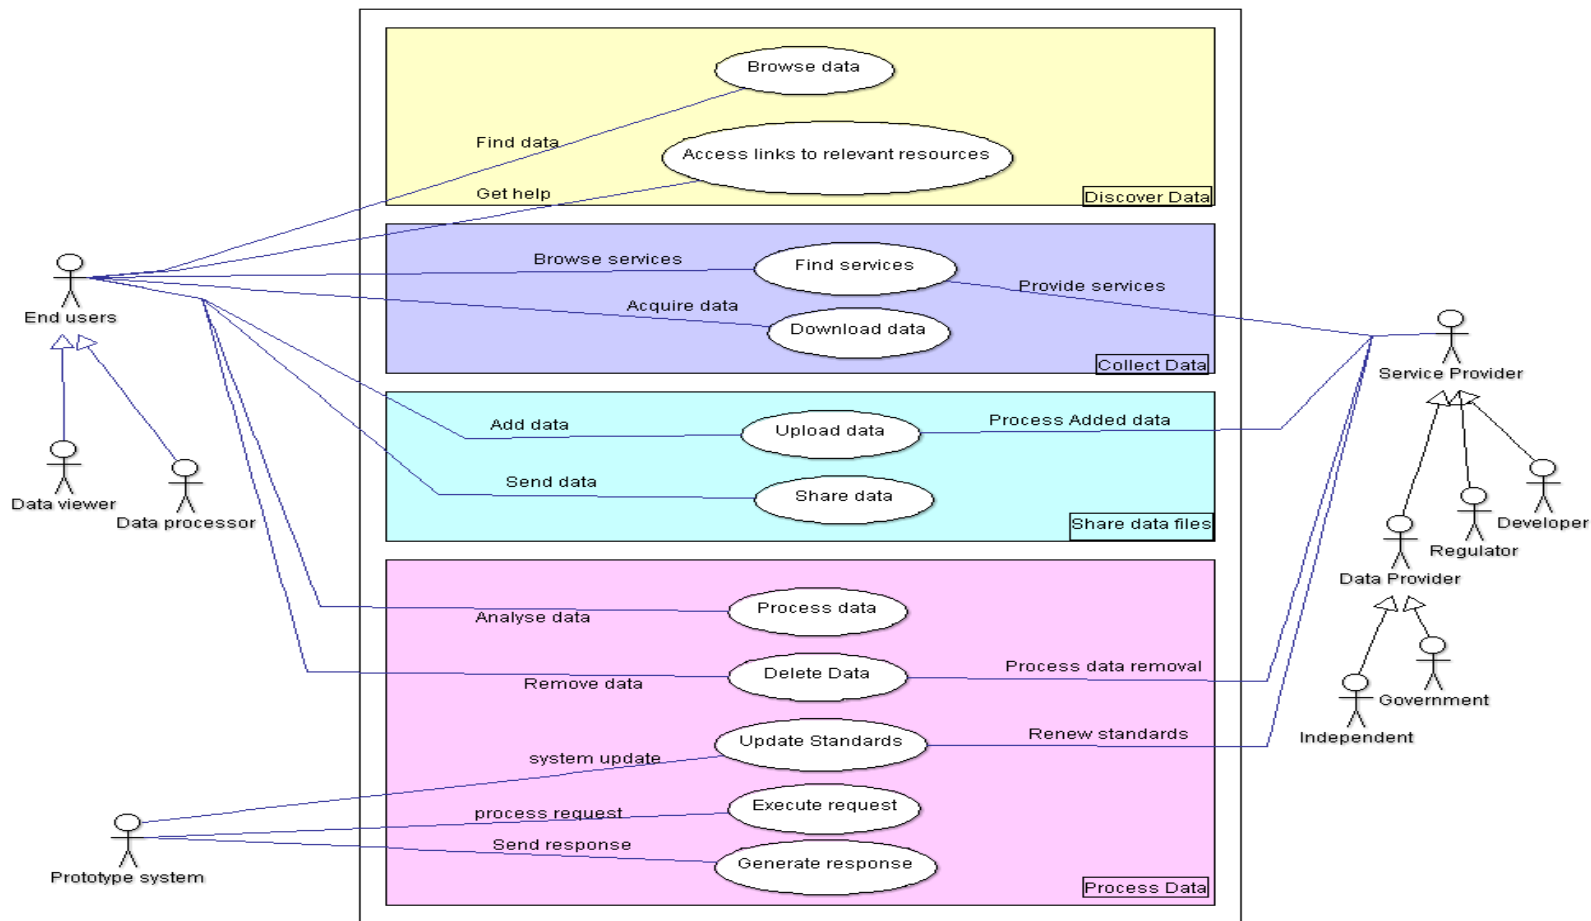 Browse data
Find data
Access links to relevant resources
Get help
Discover Data
Browse services
Find services
Provide services
Acquire data
Download data
Collect Data
End users
Service Provider
Add data
Upload data
Process Added data
Send data
Share data
Share data files
Data viewer
Data processor
Developer
Regulator
Data Provider
Analyse data
Process data
Remove data
Delete Data
Process data removal
Government
Independent
system update
Update Standards
Renew standards
process request
Execute request
Send response
Generate response
Prototype system
Process Data